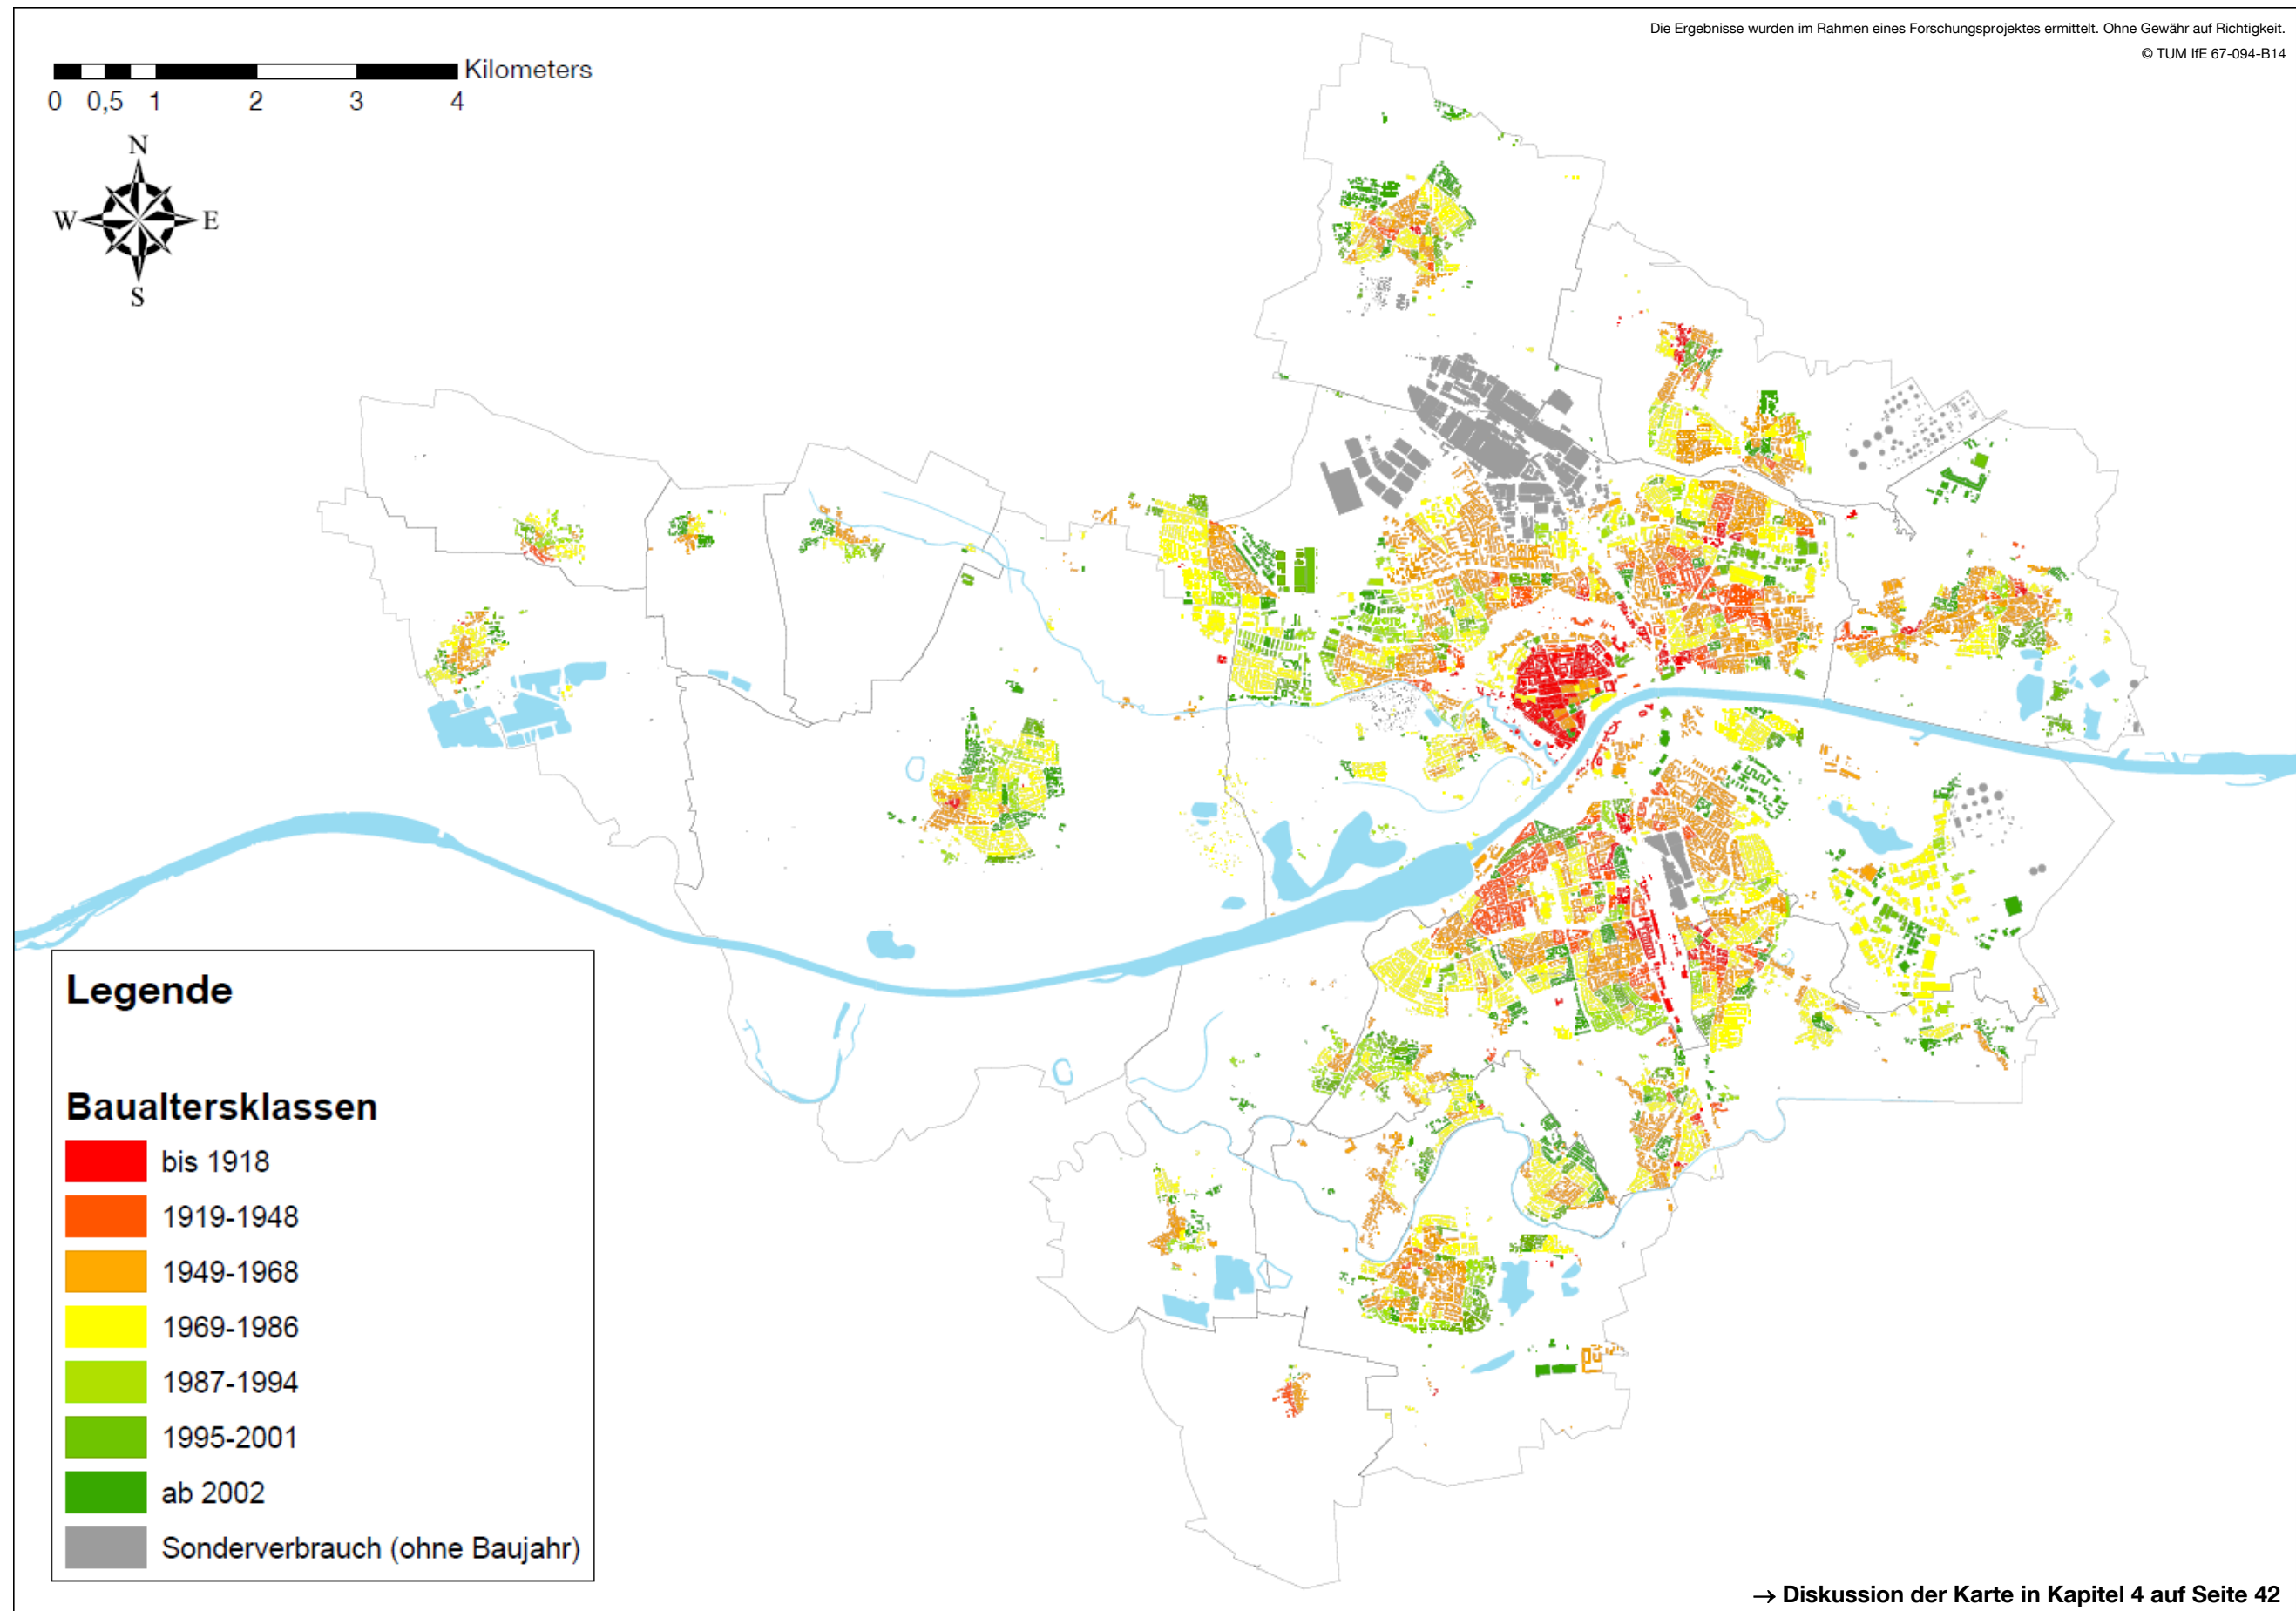 Die Ergebnisse wurden im Rahmen eines Forschungsprojektes ermittelt. Ohne Gewähr auf Richtigkeit.
© TUM IfE 67-094-B14
Kilometers
0 0,5 1 2 3 4
N
W E
S
Legende
Baualtersklassen
bis 1918
1919-1948
1949-1968
1969-1986
1987-1994
1995-2001
ab 2002
Sonderverbrauch (ohne Baujahr)
→ Diskussion der Karte in Kapitel 4 auf Seite 42